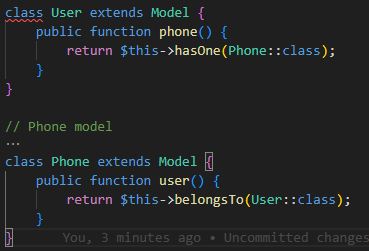 class User extends Model {
    public function phone() {
        return $this->hasOne(Phone::class);
    }
}

// Phone model
...
class Phone extends Model {
    public function user() {
        return $this->belongsTo(User::class);
    }
}        You, 3 minutes ago • Uncommitted changes